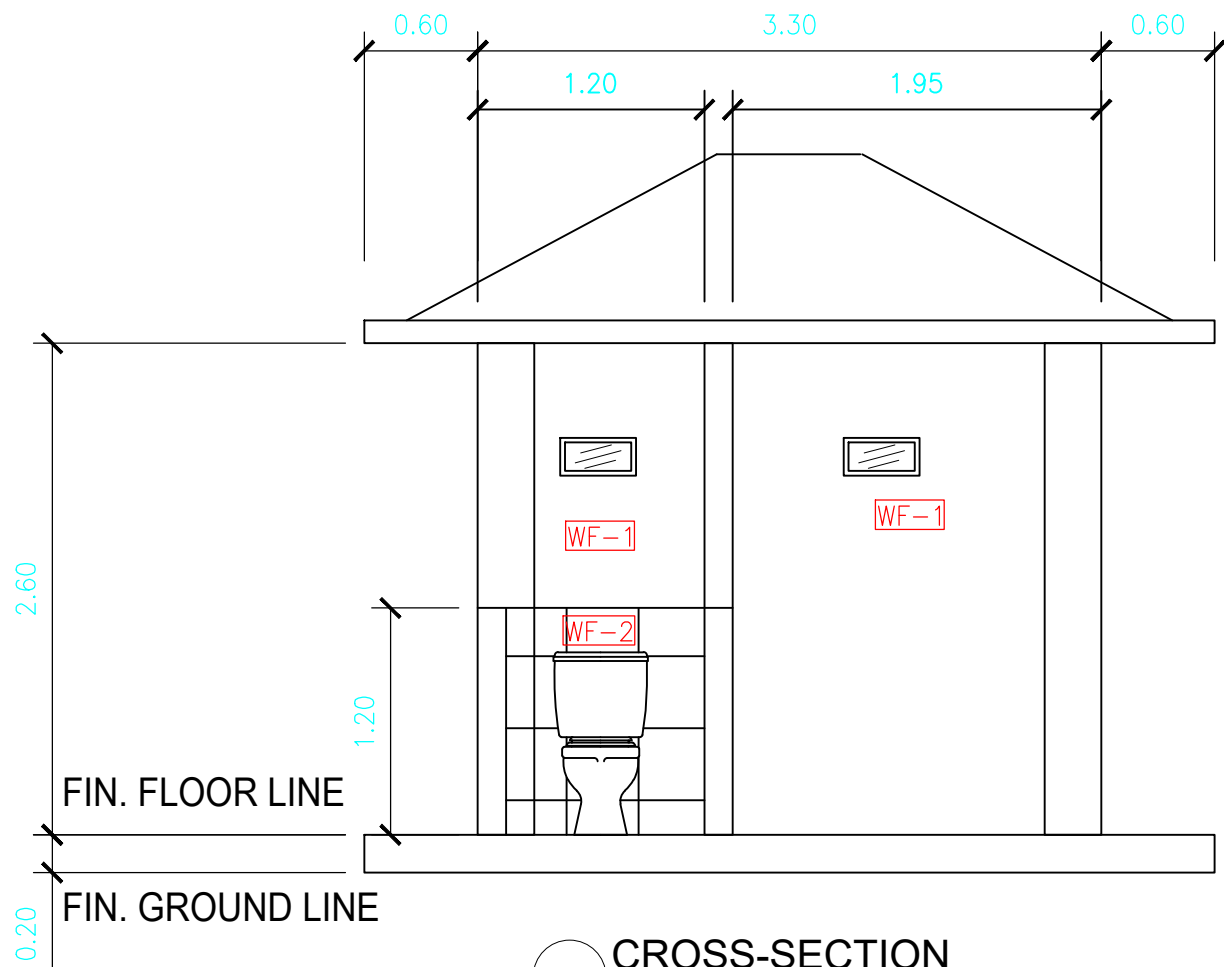 0.60 3.30 0.60
1.20 1.95
WF-1
WF-1
2.60
WF-2
1.20
FIN. FLOOR LINE
FIN. GROUND LINE
0.20
CROSS-SECTION